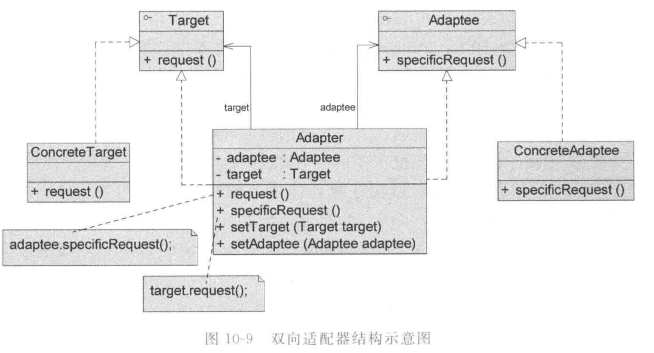 Target
+ request ()
Adaptee
+ specificRequest ()
target
adaptee
ConcreteTarget
+ request ()
Adapter
- adaptee : Adaptee
- target : Target
+ request ()
+ specificRequest ()
+ setTarget (Target target)
+ setAdaptee (Adaptee adaptee)
ConcreteAdaptee
+ specificRequest ()
adaptee.specificRequest();
target.request();
图 10-9 双向适配器结构示意图